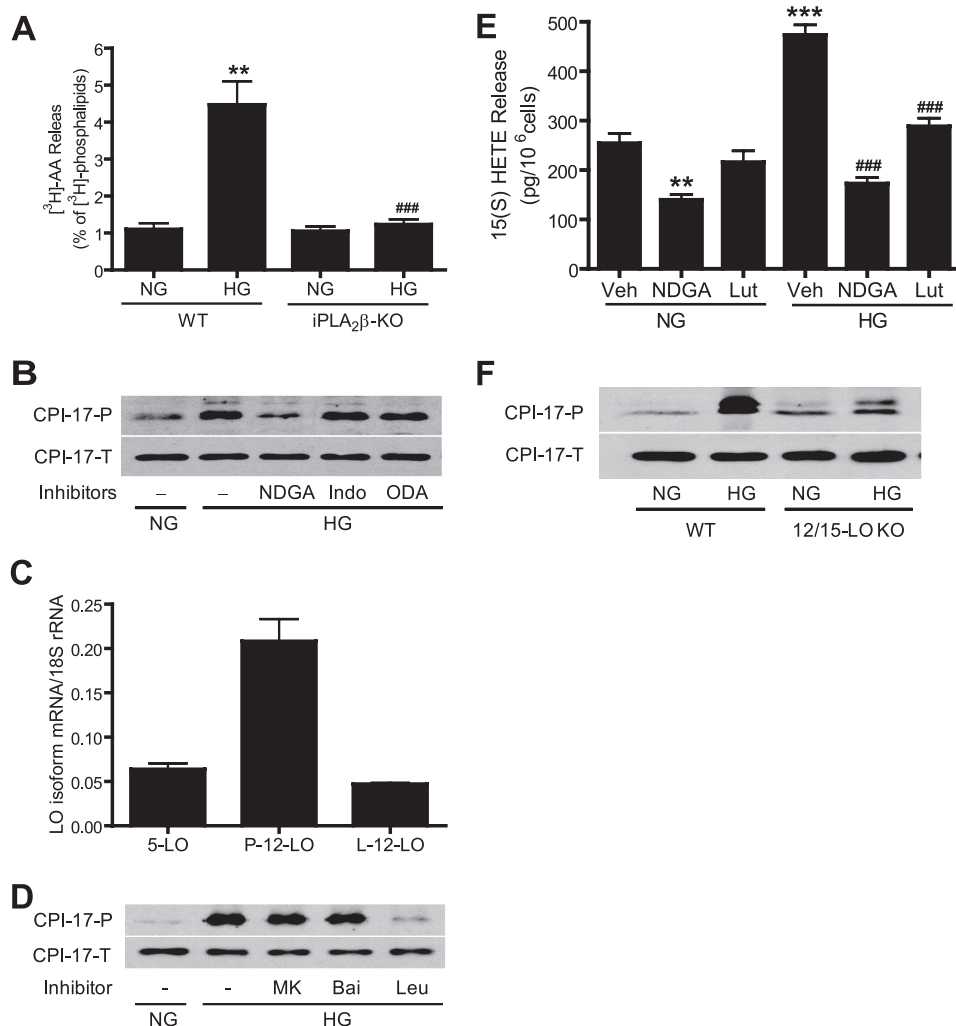 A
[³H]-AA Releas
(% of [³H]-phosphalipids)
6
5
4
3
2
1
0
**
###
NG HG NG HG
WT iPLA₂β-KO
B
CPI-17-P
CPI-17-T
Inhibitors – – NDGA Indo ODA
NG HG
C
LO isoform mRNA/18S rRNA
0.25
0.20
0.15
0.10
0.05
0.00
5-LO P-12-LO L-12-LO
D
CPI-17-P
CPI-17-T
Inhibitor - - MK Bai Leu
NG HG
E
15(S) HETE Release
(pg/10⁶cells)
500
400
300
200
100
0
**
***
###
###
Veh NDGA Lut Veh NDGA Lut
NG HG
F
CPI-17-P
CPI-17-T
NG HG NG HG
WT 12/15-LO KO